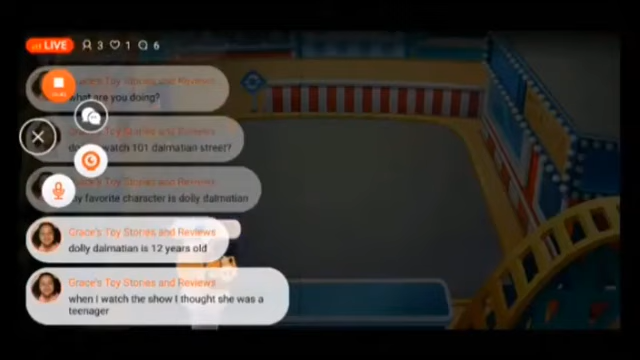 LIVE 3 1 6
Grace's Toy Stories and Reviews
what are you doing?
Grace's Toy Stories and Reviews
watch 101 dalmatian street?
Grace's Toy Stories and Reviews
my favorite character is dolly dalmatian
Grace's Toy Stories and Reviews
dolly dalmatian is 12 years old
Grace's Toy Stories and Reviews
when i watch the show I thought she was a
teenager